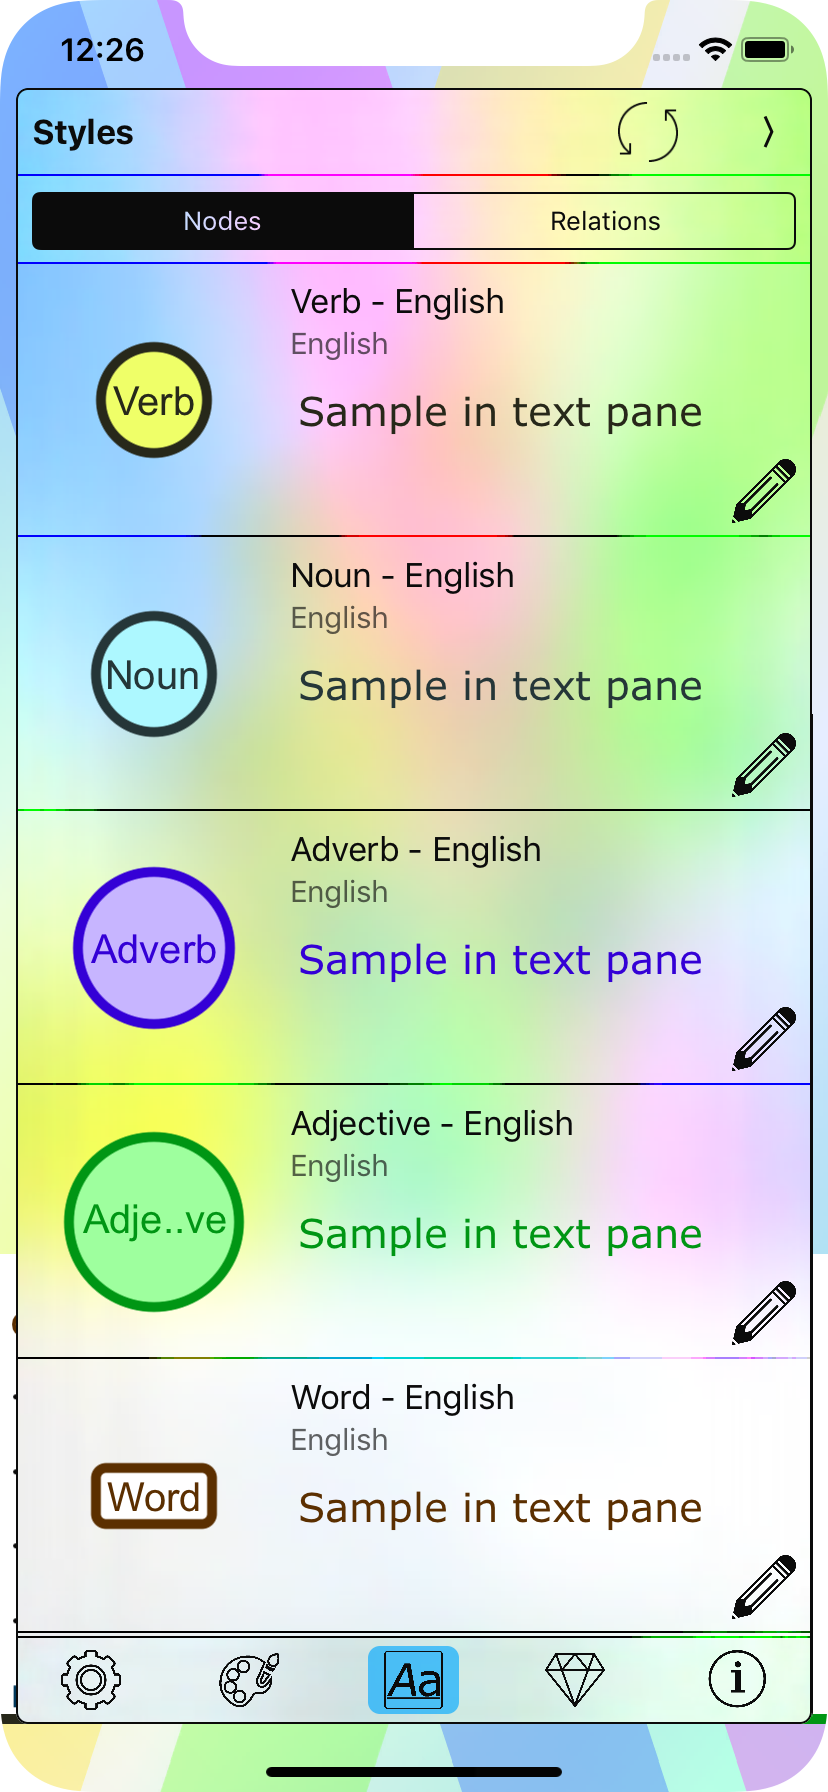 12:26
Styles
Nodes
Relations
Verb - English
English
Verb
Sample in text pane
Noun - English
English
Noun
Sample in text pane
Adverb - English
English
Adverb
Sample in text pane
Adjective - English
English
Adje..ve
Sample in text pane
Word - English
English
Word
Sample in text pane
Aa
i